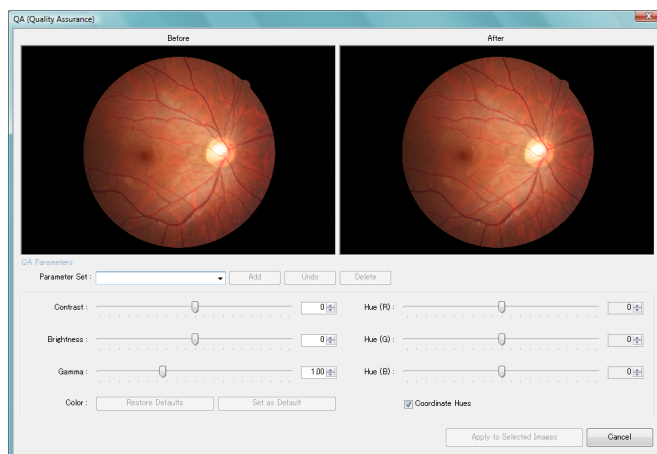 QA (Quality Assurance)
Before
After
QA Parameters
Parameter Set :
Add
Undo
Delete
Contrast :
0
Hue (R) :
0
Brightness :
0
Hue (G) :
0
Gamma :
1.00
Hue (B) :
0
Color :
Restore Defaults
Set as Default
Coordinate Hues
Apply to Selected Images
Cancel